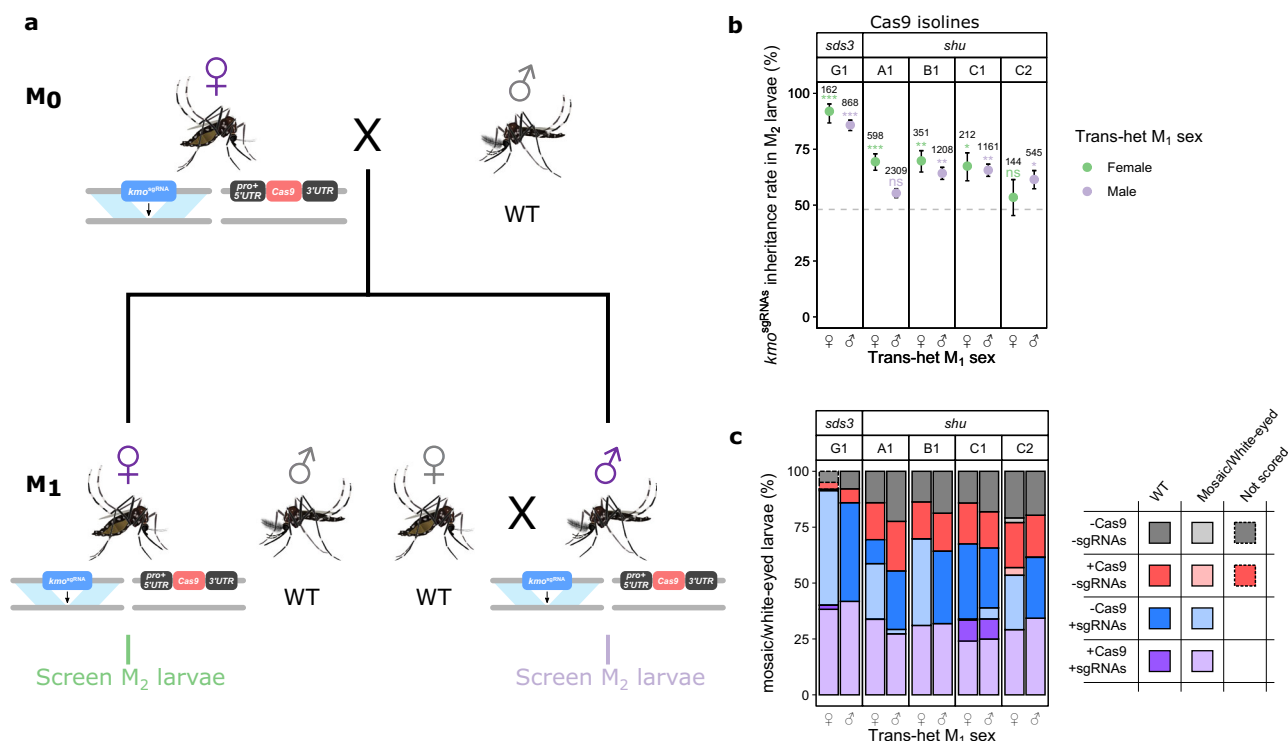 a
♀
♂
M0
X
kmo^sgRNA
pro+
5'UTR
Cas9
3'UTR
WT
♀
♂
♀
♂
M1
X
kmo^sgRNA
pro+
5'UTR
Cas9
3'UTR
WT
WT
kmo^sgRNA
pro+
5'UTR
Cas9
3'UTR
Screen M2 larvae
Screen M2 larvae
b
Cas9 isolines
sds3
shu
G1
A1
B1
C1
C2
kmo^sgRNAs inheritance rate in M2 larvae (%)
100
75
50
25
0
162
***
868
***
598
***
2309
ns
351
**
1208
**
212
*
1161
**
144
ns
545
*
♀ ♂ ♀ ♂ ♀ ♂ ♀ ♂ ♀ ♂
Trans-het M1 sex
Trans-het M1 sex
Female
Male
c
sds3
shu
G1
A1
B1
C1
C2
mosaic/white-eyed larvae (%)
100
75
50
25
0
♀ ♂ ♀ ♂ ♀ ♂ ♀ ♂ ♀ ♂
Trans-het M1 sex
WT
Mosaic/White-eyed
Not scored
-Cas9
-sgRNAs
+Cas9
-sgRNAs
-Cas9
+sgRNAs
+Cas9
+sgRNAs